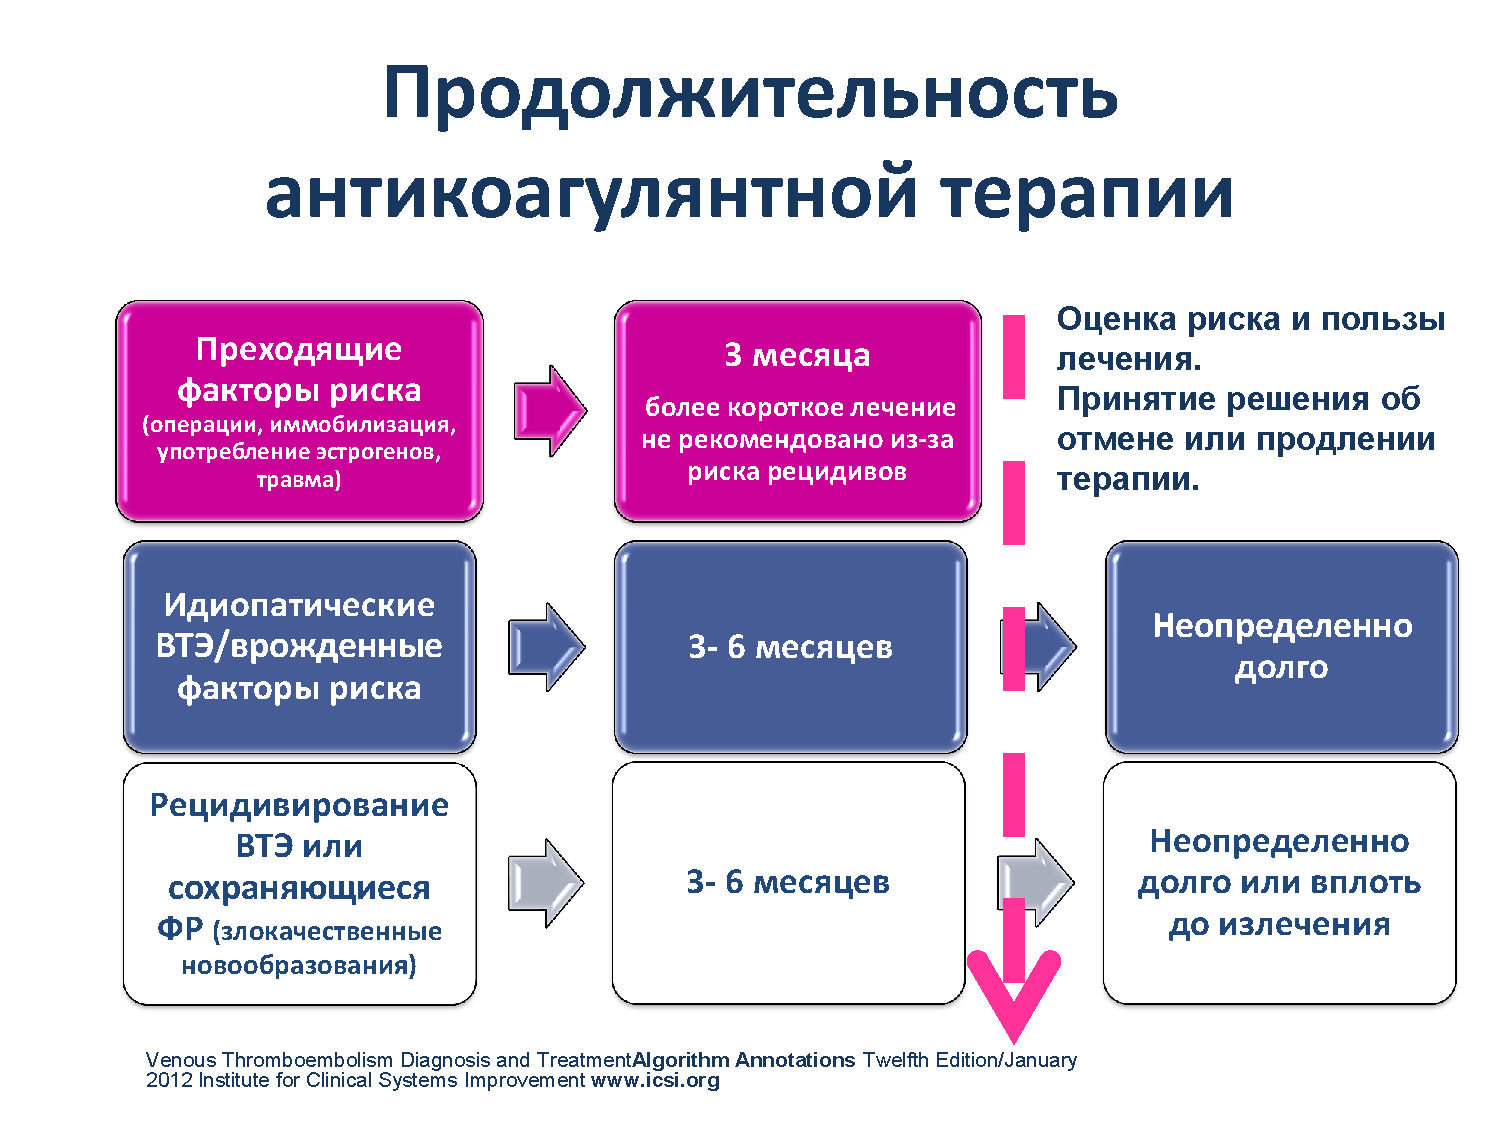 Продолжительность
антикоагулянтной терапии
Преходящие
факторы риска
(операции, иммобилизация,
употребление эстрогенов,
травма)
3 месяца
более короткое лечение
не рекомендовано из-за
риска рецидивов
Оценка риска и пользы
лечения.
Принятие решения об
отмене или продлении
терапии.
Идиопатические
ВТЭ/врожденные
факторы риска
3- 6 месяцев
Неопределенно
долго
Рецидивирование
ВТЭ или
сохраняющиеся
ФР (злокачественные
новообразования)
3- 6 месяцев
Неопределенно
долго или вплоть
до излечения
Venous Thromboembolism Diagnosis and TreatmentAlgorithm Annotations Twelfth Edition/January
2012 Institute for Clinical Systems Improvement www.icsi.org